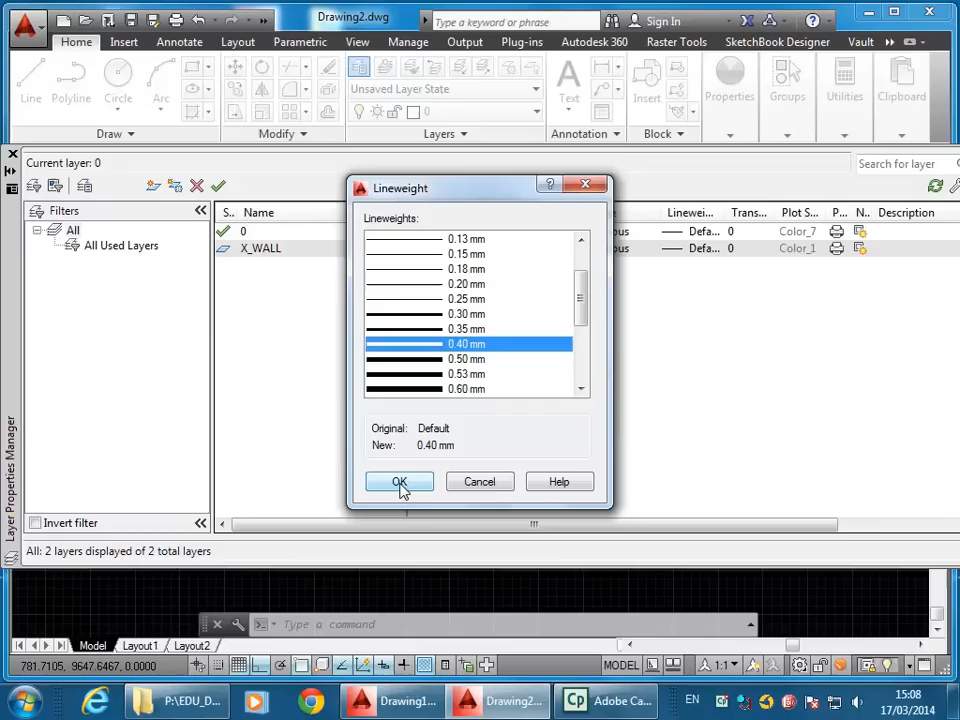 Drawing2.dwg
Type a keyword or phrase
Sign In
Home Insert Annotate Layout Parametric View Manage Output Plug-ins Autodesk 360 Raster Tools SketchBook Designer Vault
Line Polyline Circle Arc
Unsaved Layer State
0
Text
Insert
Properties Groups Utilities Clipboard
Draw Modify Layers Annotation Block
Current layer: 0
Search for layer
Filters
All
All Used Layers
S.. Name Linewei... Trans... Plot S... P... N.. Description
0 ous Defa... 0 Color_7
X_WALL ous Defa... 0 Color_1
Lineweight
Lineweights:
0.13 mm
0.15 mm
0.18 mm
0.20 mm
0.25 mm
0.30 mm
0.35 mm
0.40 mm
0.50 mm
0.53 mm
0.60 mm
Original: Default
New: 0.40 mm
OK Cancel Help
Layer Properties Manager
Invert filter
All: 2 layers displayed of 2 total layers
Type a command
Model Layout1 Layout2
781.7105, 9647.6467, 0.0000
MODEL
1:1
P:\EDU_D...
Drawing1...
Drawing2...
Cp Adobe Ca...
EN
15:08
17/03/2014